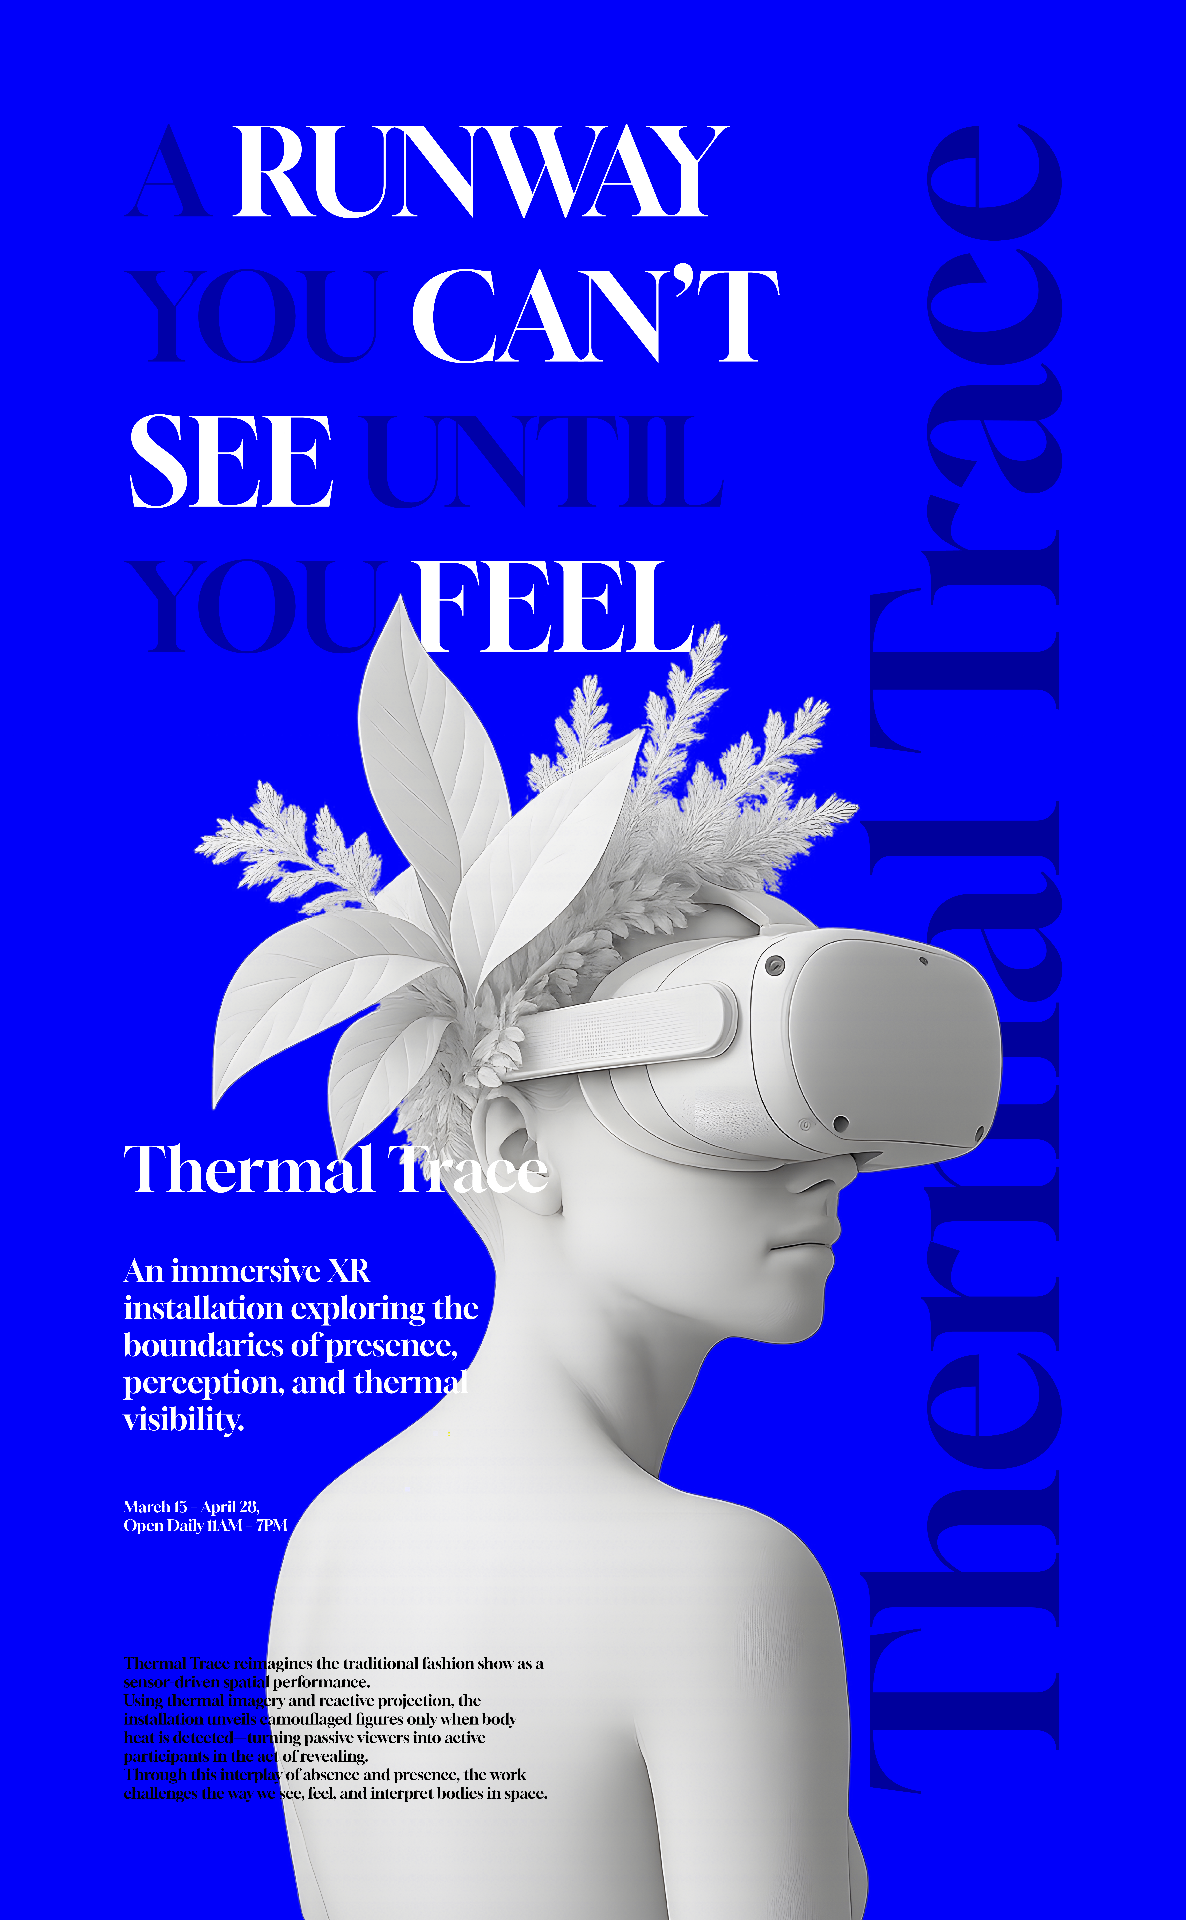 A RUNWAY
YOU CAN’T
SEE UNTIL
YOU FEEL
Thermal Trace
Thermal Trace
An immersive XR
installation exploring the
boundaries of presence,
perception, and thermal
visibility.
March 15 – April 28,
Open Daily 11AM – 7PM
Thermal Trace reimagines the traditional fashion show as a
sensor-driven spatial performance.
Using thermal imagery and reactive projection, the
installation unveils camouflaged figures only when body
heat is detected—turning passive viewers into active
participants in the act of revealing.
Through this interplay of absence and presence, the work
challenges the way we see, feel, and interpret bodies in space.